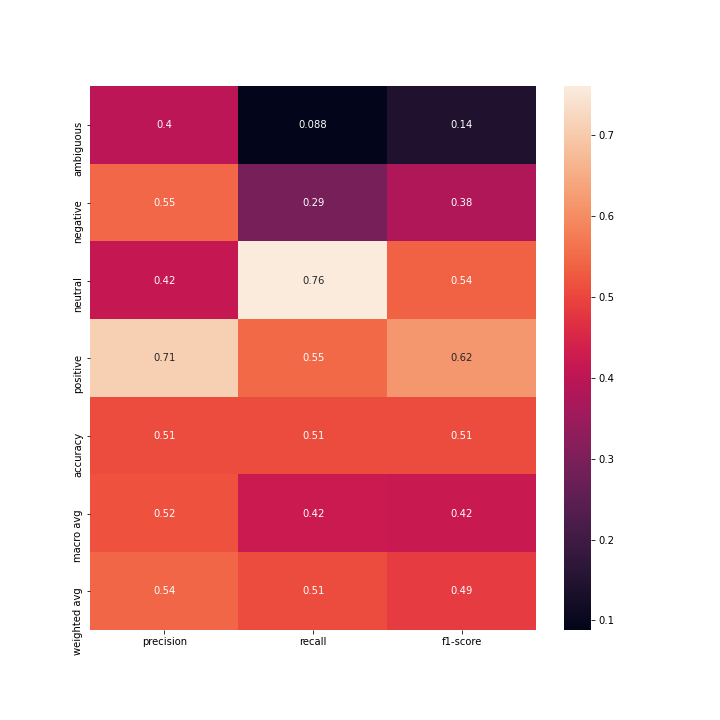 ambiguous 0.4 0.088 0.14
negative 0.55 0.29 0.38
neutral 0.42 0.76 0.54
positive 0.71 0.55 0.62
accuracy 0.51 0.51 0.51
macro avg 0.52 0.42 0.42
weighted avg 0.54 0.51 0.49
precision recall f1-score
0.7
0.6
0.5
0.4
0.3
0.2
0.1